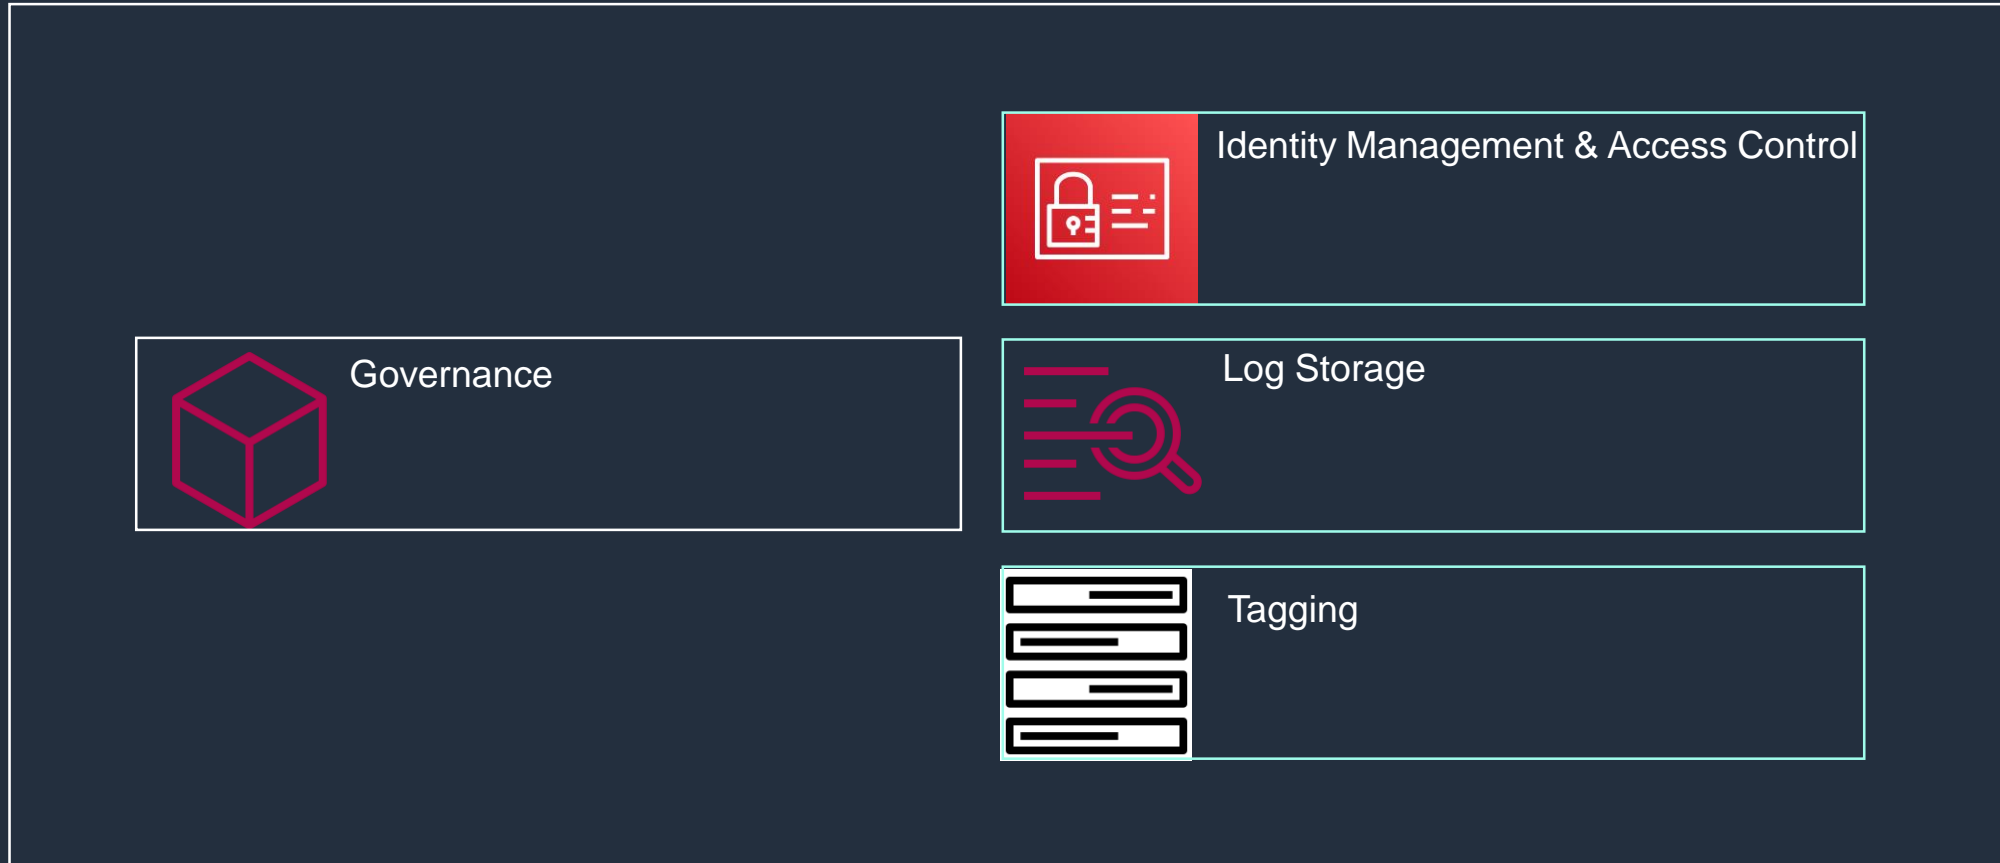 Identity Management & Access Control
Governance
Log Storage
Tagging